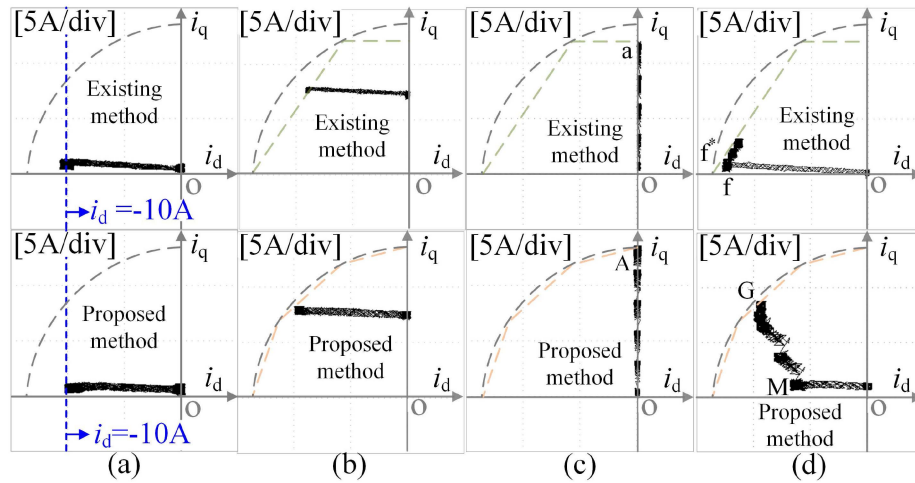 [5A/div]
iq
Existing
method
id
O
id =-10A
[5A/div]
iq
Existing
method
id
O
[5A/div]
iq
a
Existing
method
id
O
[5A/div]
iq
Existing
method
f*
f
id
O
[5A/div]
iq
Proposed
method
id
O
id=-10A
[5A/div]
iq
Proposed
method
id
O
[5A/div]
iq
A
Proposed
method
id
O
[5A/div]
iq
G
M
id
O
Proposed
method
(a)
(b)
(c)
(d)